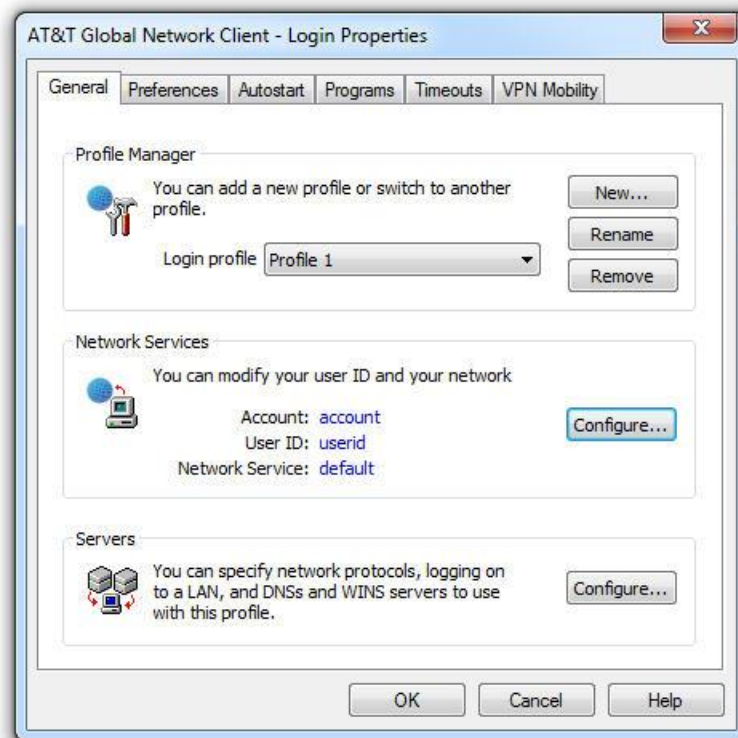 AT&T Global Network Client - Login Properties
General Preferences Autostart Programs Timeouts VPN Mobility
Profile Manager
You can add a new profile or switch to another
profile.
New...
Rename
Login profile Profile 1
Remove
Network Services
You can modify your user ID and your network
Account: account
User ID: userid
Network Service: default
Configure...
Servers
You can specify network protocols, logging on
to a LAN, and DNSs and WINS servers to use
with this profile.
Configure...
OK Cancel Help